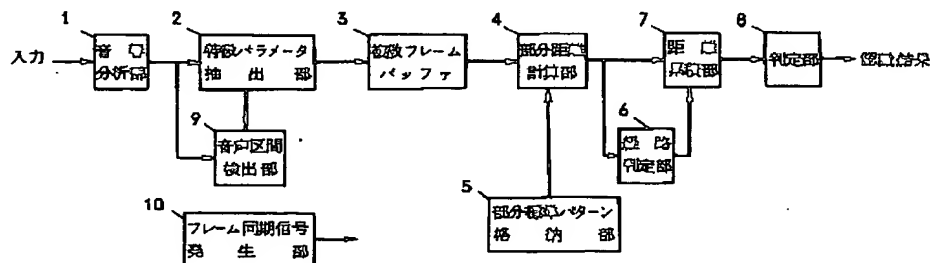 1
2
3
4
7
8
入力
音響
分析部
特徴パラメータ
抽出部
複数フレーム
バッファ
部分距離
計算部
距離
累積部
判定部
認識結果
9
音声区間
検出部
6
経路
判定部
5
部分標準パターン
格納部
10
フレーム同期信号
発生部